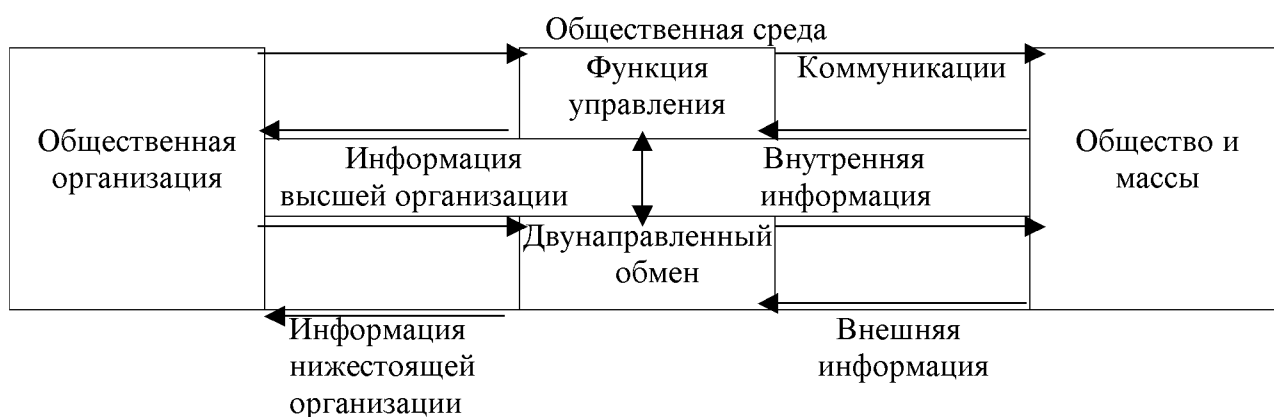 Общественная среда
Функция
управления
Коммуникации
Общественная
организация
Информация
высшей организации
Внутренняя
информация
Общество и
массы
Двунаправленный
обмен
Информация
нижестоящей
организации
Внешняя
информация